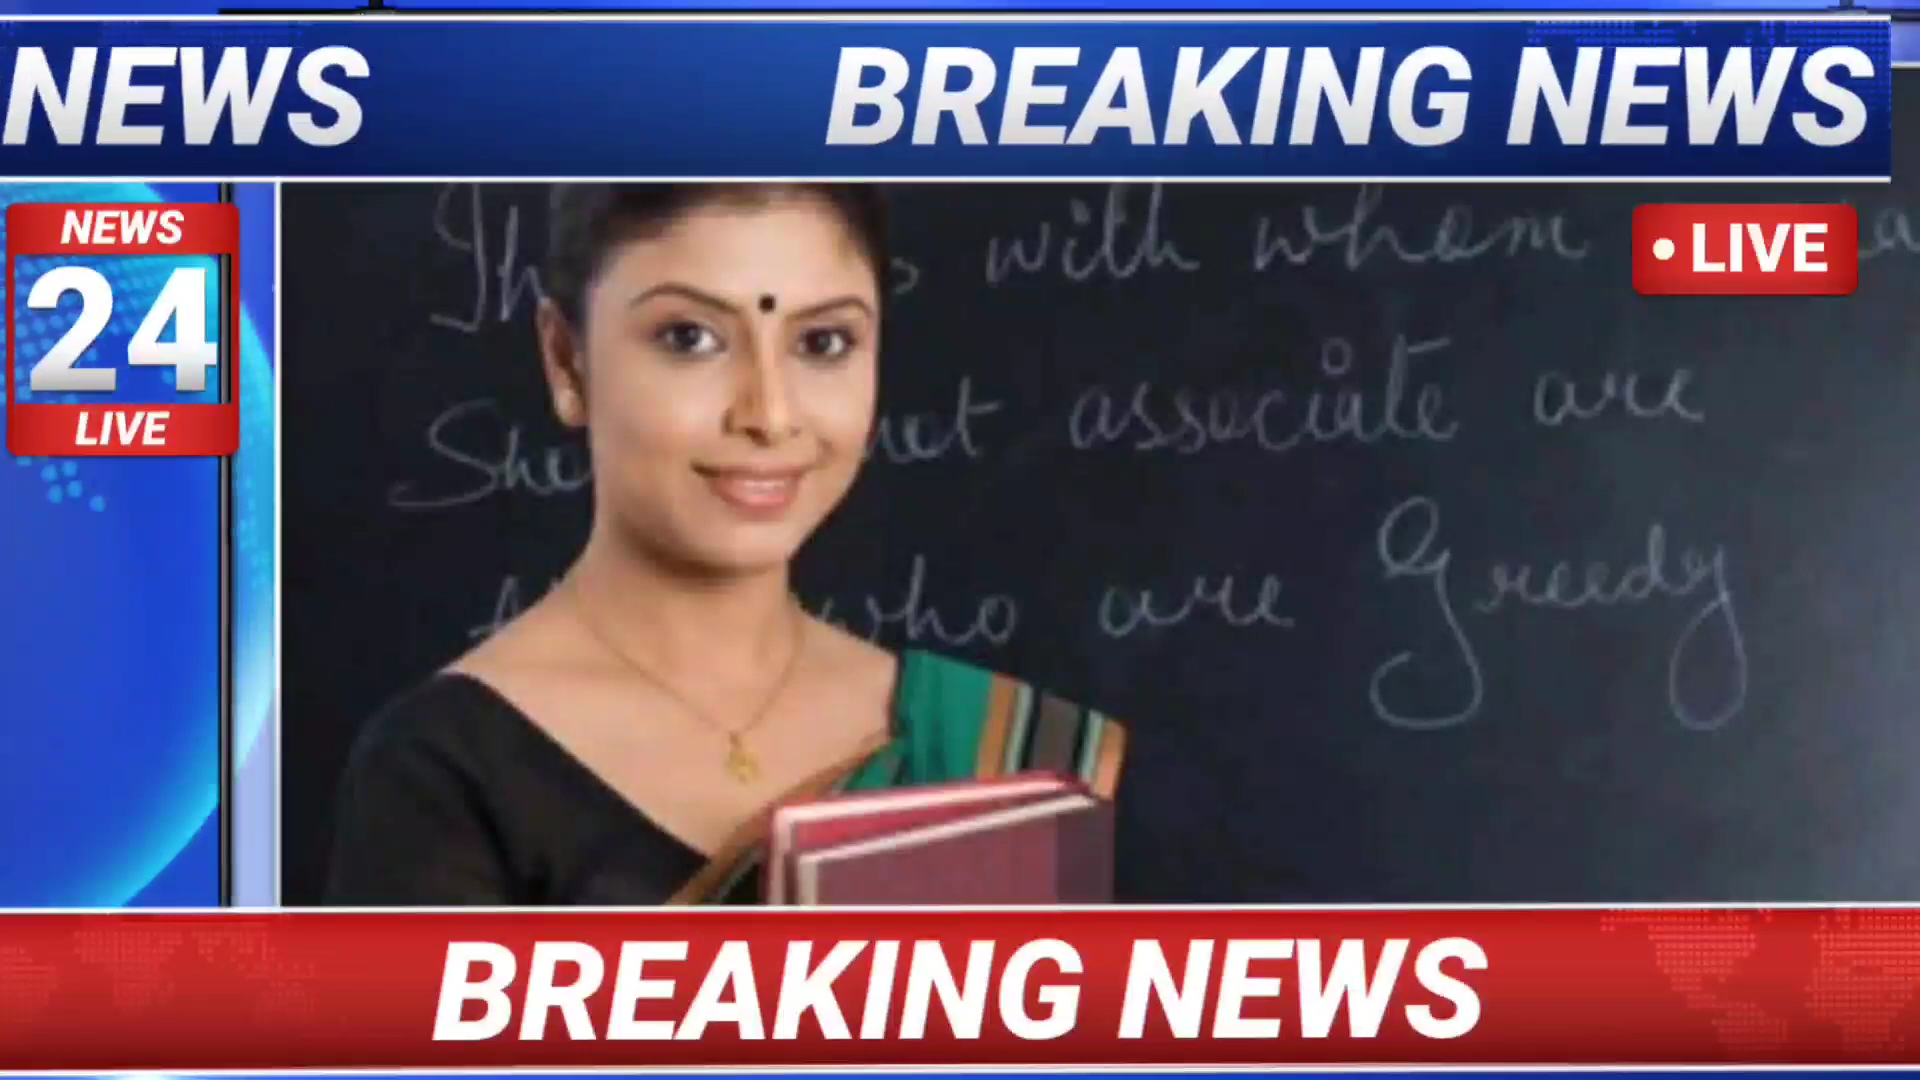 NEWS BREAKING NEWS
NEWS
24
LIVE
LIVE
with whom
associate are
who are Greedy
BREAKING NEWS